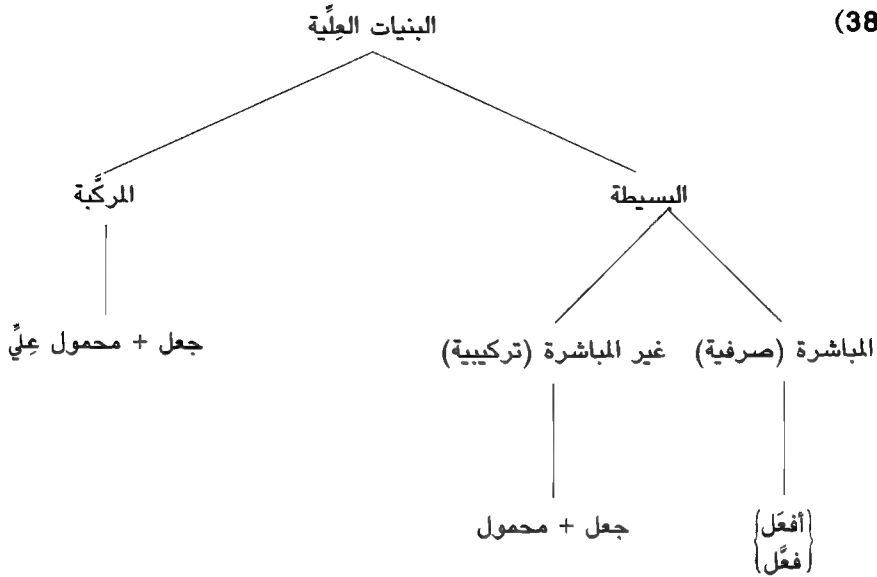 (38
البنيات العِلِّية
البسيطة
المركَّبة
المباشرة (صرفية)
غير المباشرة (تركيبية)
جعل + محمول عِلِّيّ
أفعَل
فعَّل
جعل + محمول